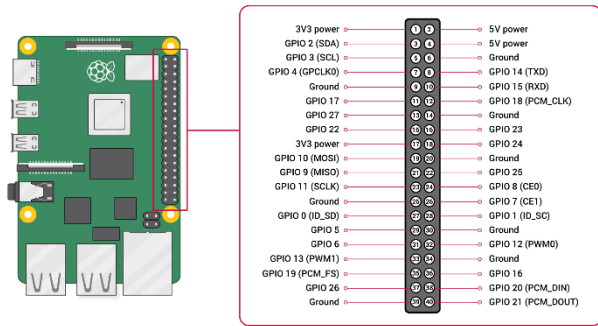 3V3 power 1 2 5V power
GPIO 2 (SDA) 3 4 5V power
GPIO 3 (SCL) 5 6 Ground
GPIO 4 (GPCLK0) 7 8 GPIO 14 (TXD)
Ground 9 10 GPIO 15 (RXD)
GPIO 17 11 12 GPIO 18 (PCM_CLK)
GPIO 27 13 14 Ground
GPIO 22 15 16 GPIO 23
3V3 power 17 18 GPIO 24
GPIO 10 (MOSI) 19 20 Ground
GPIO 9 (MISO) 21 22 GPIO 25
GPIO 11 (SCLK) 23 24 GPIO 8 (CE0)
Ground 25 26 GPIO 7 (CE1)
GPIO 0 (ID_SD) 27 28 GPIO 1 (ID_SC)
GPIO 5 29 30 Ground
GPIO 6 31 32 GPIO 12 (PWM0)
GPIO 13 (PWM1) 33 34 Ground
GPIO 19 (PCM_FS) 35 36 GPIO 16
GPIO 26 37 38 GPIO 20 (PCM_DIN)
Ground 39 40 GPIO 21 (PCM_DOUT)